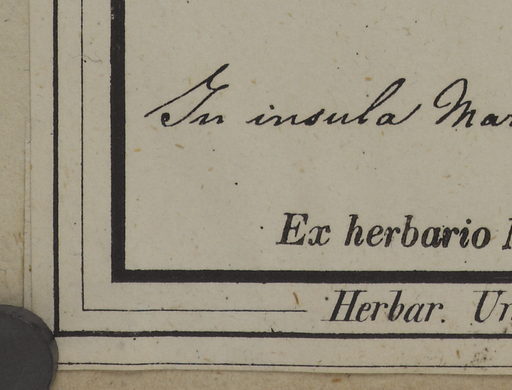 In insula
Ex herbario
Herbar.